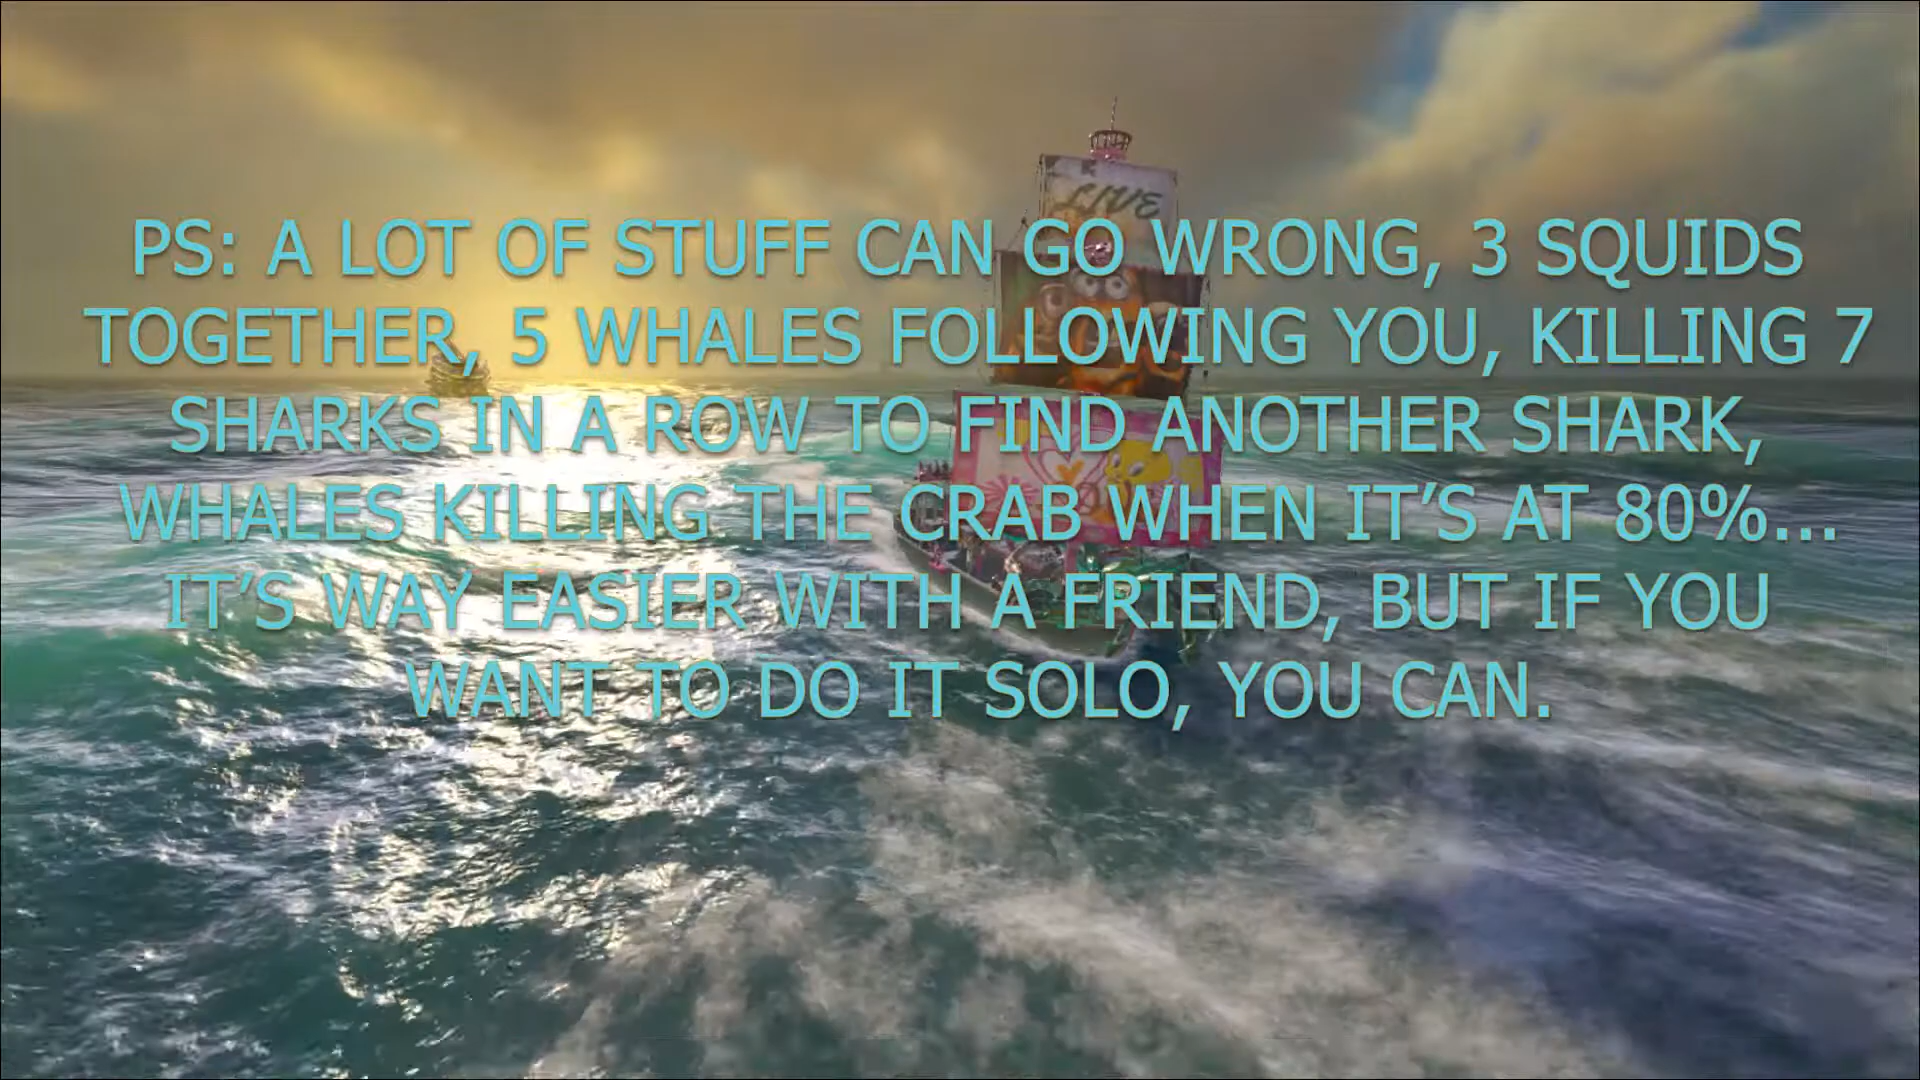 LIVE
PS: A LOT OF STUFF CAN GO WRONG, 3 SQUIDS
TOGETHER, 5 WHALES FOLLOWING YOU, KILLING 7
SHARKS IN A ROW TO FIND ANOTHER SHARK,
WHALES KILLING THE CRAB WHEN IT’S AT 80%...
IT’S WAY EASIER WITH A FRIEND, BUT IF YOU
WANT TO DO IT SOLO, YOU CAN.